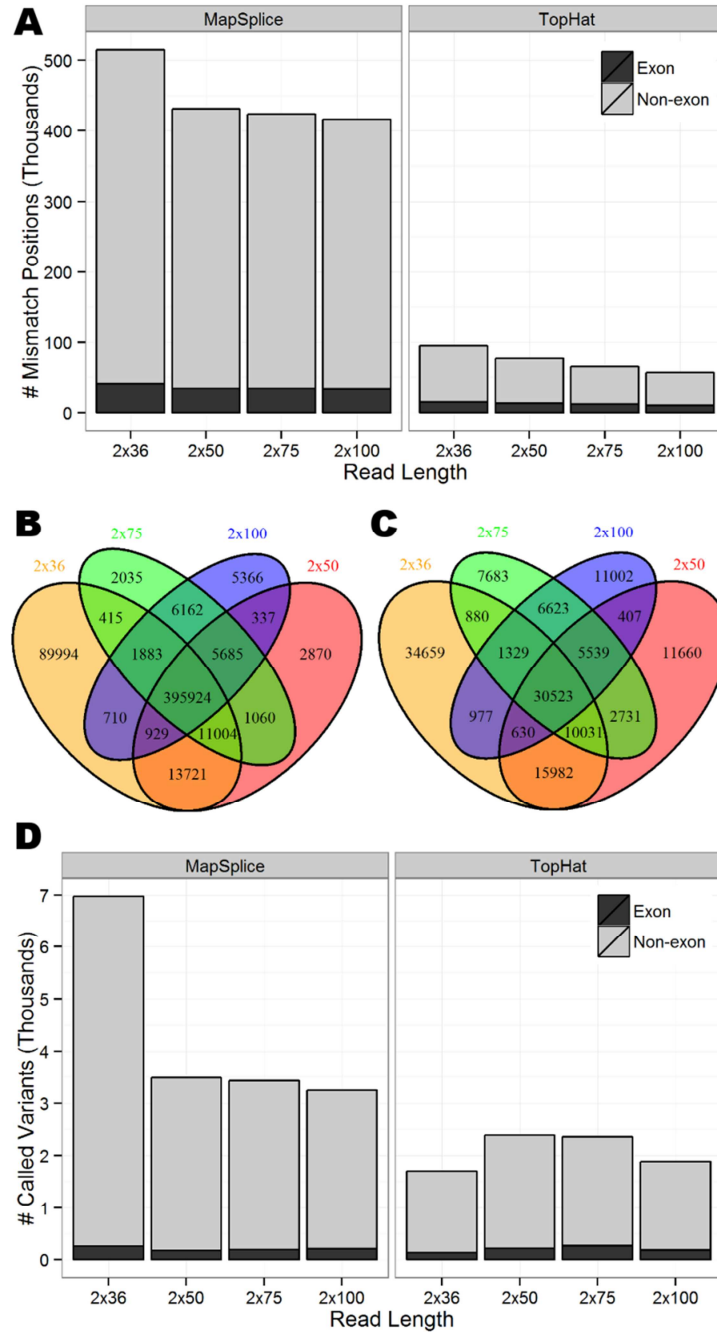 A
MapSplice
TopHat
# Mismatch Positions (Thousands)
500
400
300
200
100
0
Exon
Non-exon
2x36
2x50
2x75
2x100
2x36
2x50
2x75
2x100
Read Length
B
2x36
2x75
2x100
2x50
2035
5366
415
6162
337
89994
1883
5685
2870
395924
710
1060
929
11004
13721
C
2x36
2x75
2x100
2x50
7683
11002
880
6623
407
34659
1329
5539
11660
30523
977
2731
630
10031
15982
D
MapSplice
TopHat
# Called Variants (Thousands)
7
6
5
4
3
2
1
0
Exon
Non-exon
2x36
2x50
2x75
2x100
2x36
2x50
2x75
2x100
Read Length